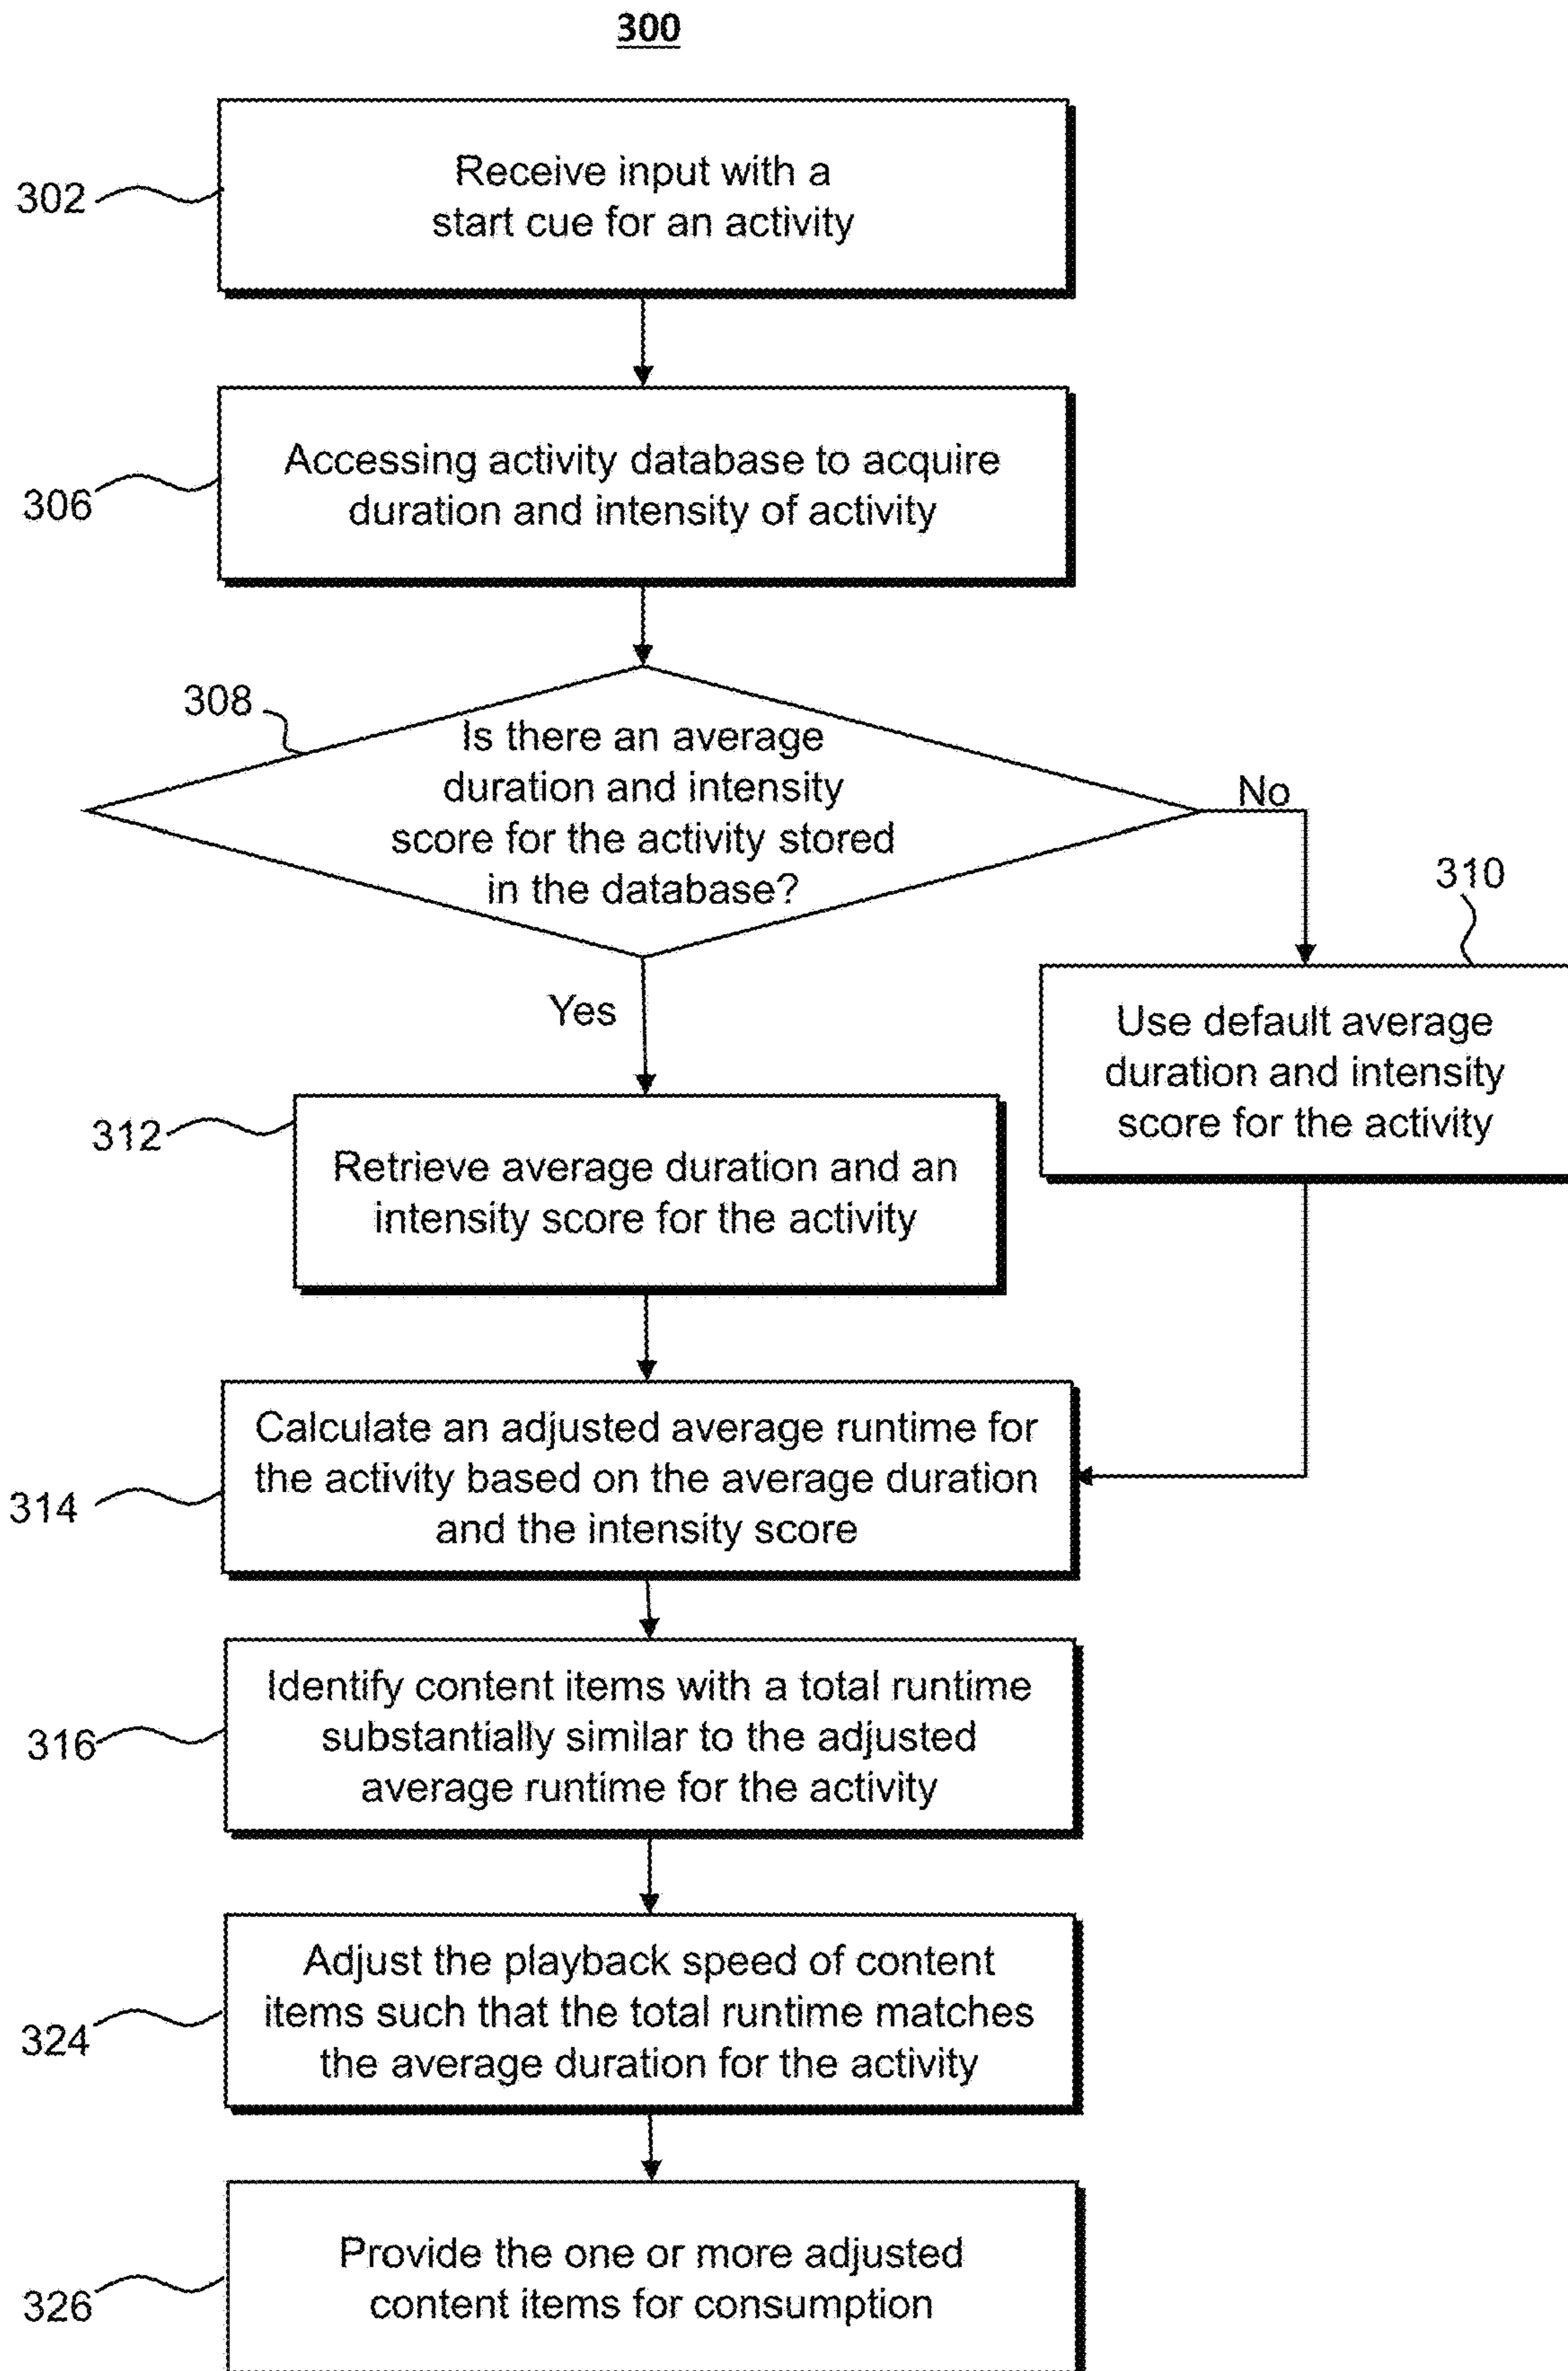 300
302
Receive input with a
start cue for an activity
306
Accessing activity database to acquire
duration and intensity of activity
308
Is there an average
duration and intensity
score for the activity stored
in the database?
No
Yes
310
Use default average
duration and intensity
score for the activity
312
Retrieve average duration and an
intensity score for the activity
314
Calculate an adjusted average runtime for
the activity based on the average duration
and the intensity score
316
Identify content items with a total runtime
substantially similar to the adjusted
average runtime for the activity
324
Adjust the playback speed of content
items such that the total runtime matches
the average duration for the activity
326
Provide the one or more adjusted
content items for consumption